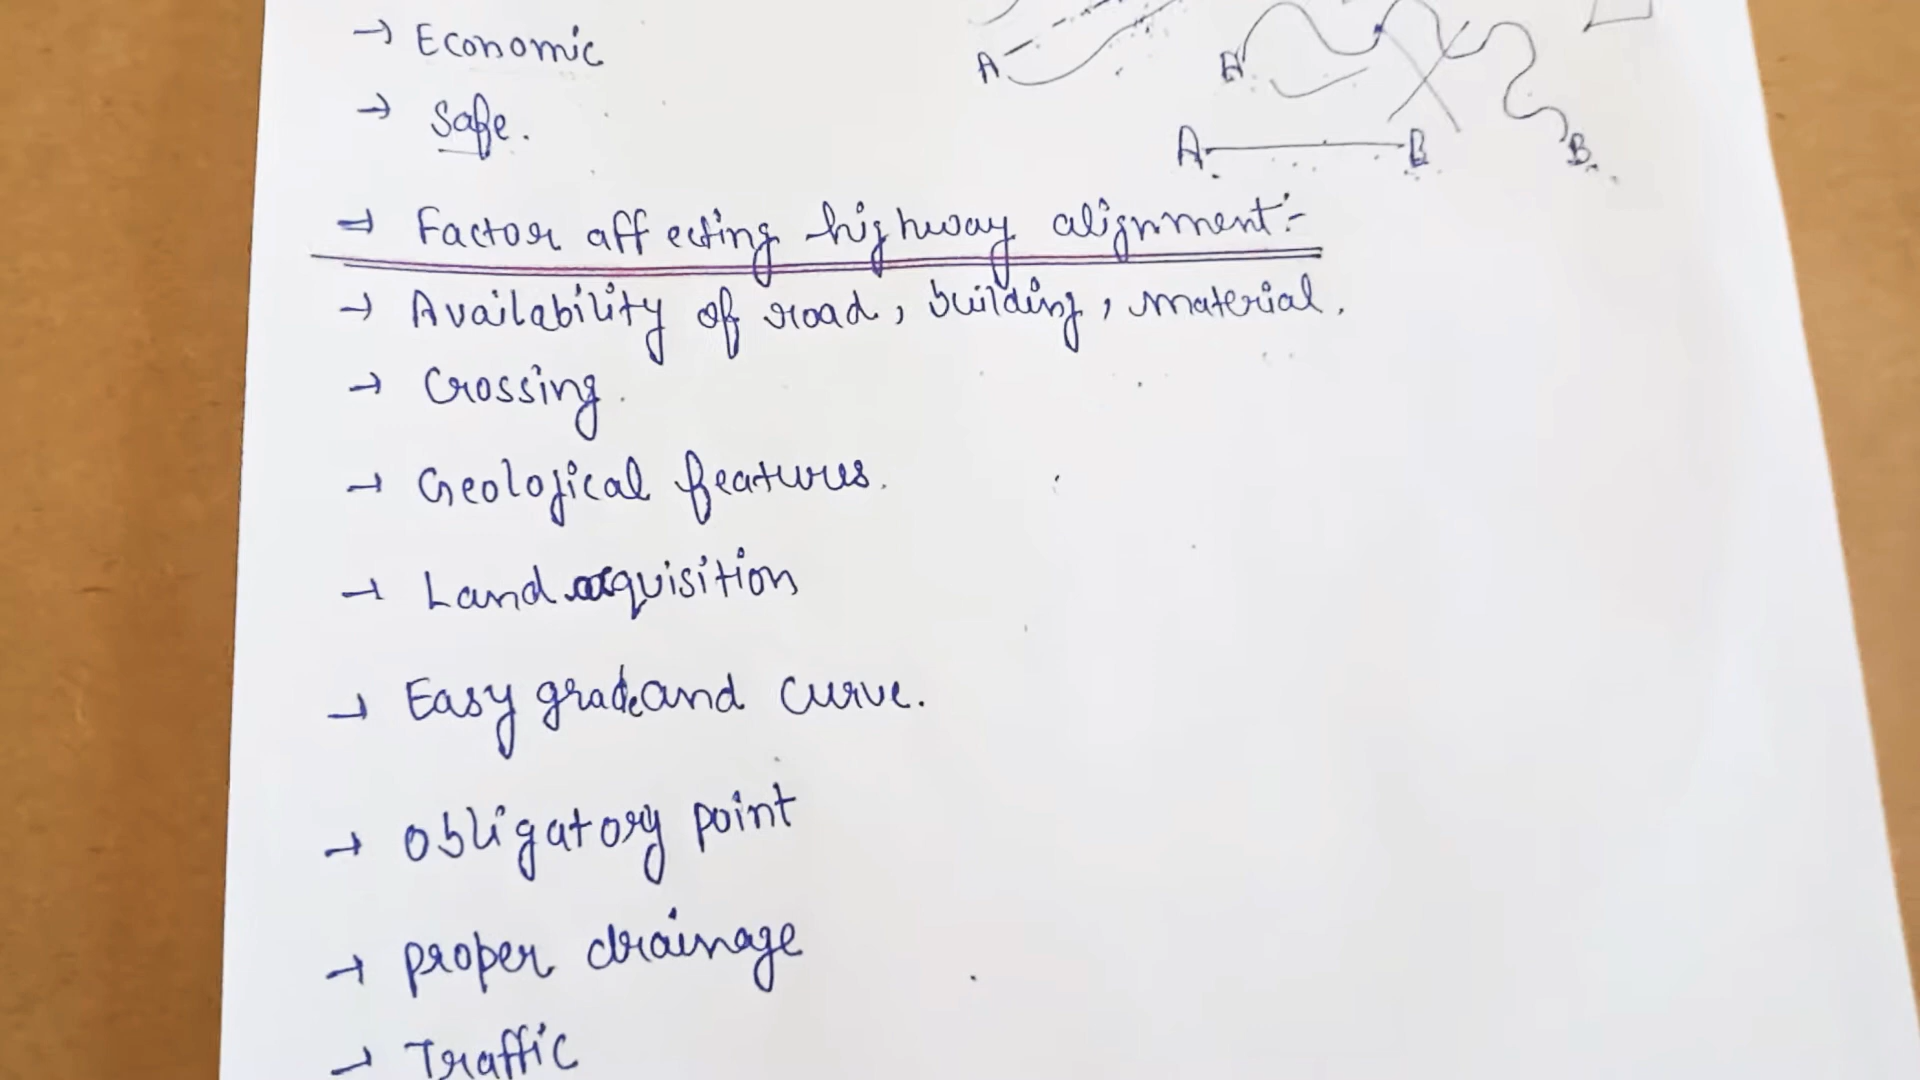 → Economic
→ Safe.
A
A
A B
B
→ Factor affecting highway alignment:-
→ Availability of road, building, material.
→ Crossing.
→ Geological features.
→ Land acquisition
→ Easy grade and curve.
→ Obligatory point
→ proper drainage
→ Traffic